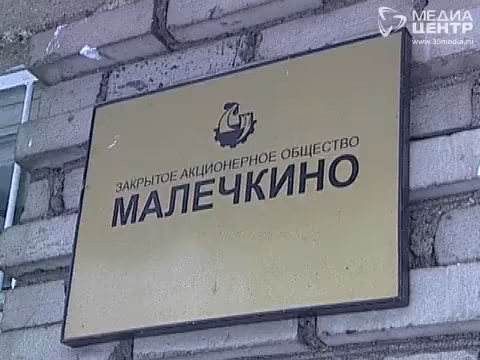 МЕДИА
ЦЕНТР
www.35media.ru
ЗАКРЫТОЕ АКЦИОНЕРНОЕ ОБЩЕСТВО
МАЛЕЧКИНО